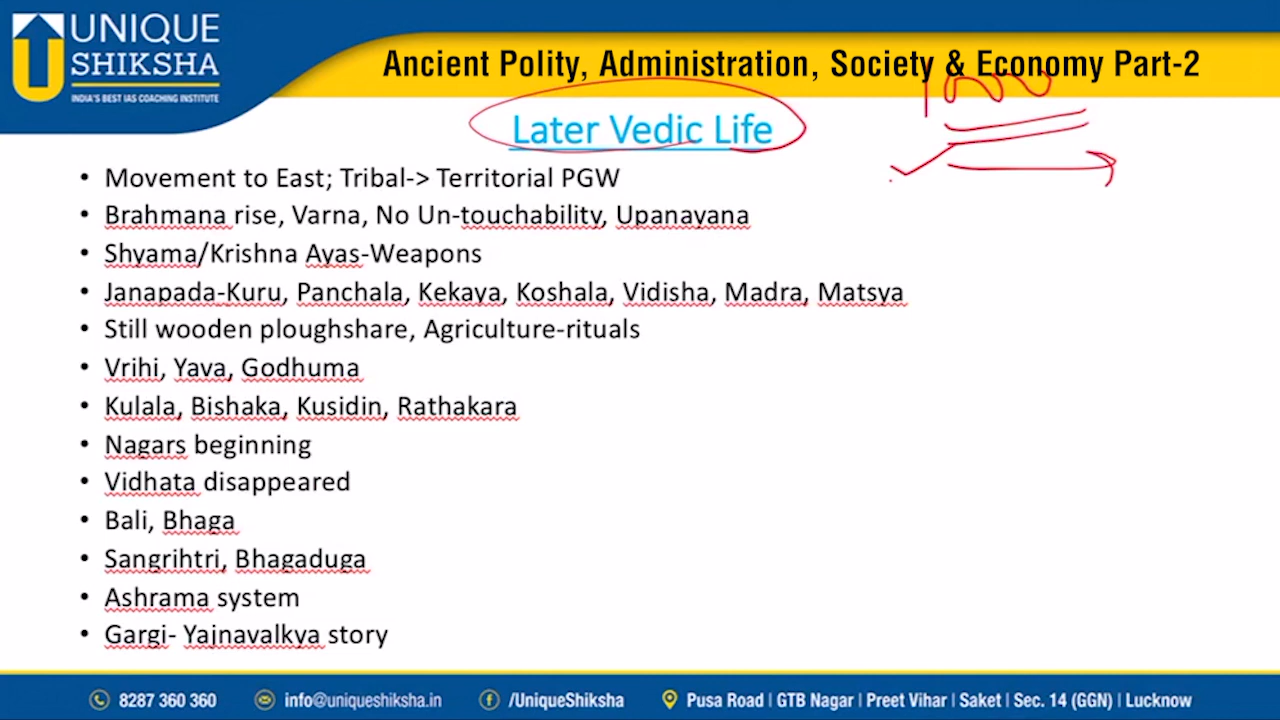 UNIQUE
SHIKSHA
INDIA'S BEST IAS COACHING INSTITUTE
Ancient Polity, Administration, Society & Economy Part-2
1000
Later Vedic Life
• Movement to East; Tribal-> Territorial PGW
• Brahmana rise, Varna, No Un-touchability, Upanayana
• Shyama/Krishna Ayas-Weapons
• Janapada-Kuru, Panchala, Kekaya, Koshala, Vidisha, Madra, Matsya
• Still wooden ploughshare, Agriculture-rituals
• Vrihi, Yava, Godhuma
• Kulala, Bishaka, Kusidin, Rathakara
• Nagars beginning
• Vidhata disappeared
• Bali, Bhaga
• Sangrihtri, Bhagaduga
• Ashrama system
• Gargi- Yajnavalkya story
8287 360 360 info@uniqueshiksha.in /UniqueShiksha Pusa Road | GTB Nagar | Preet Vihar | Saket | Sec. 14 (GGN) | Lucknow